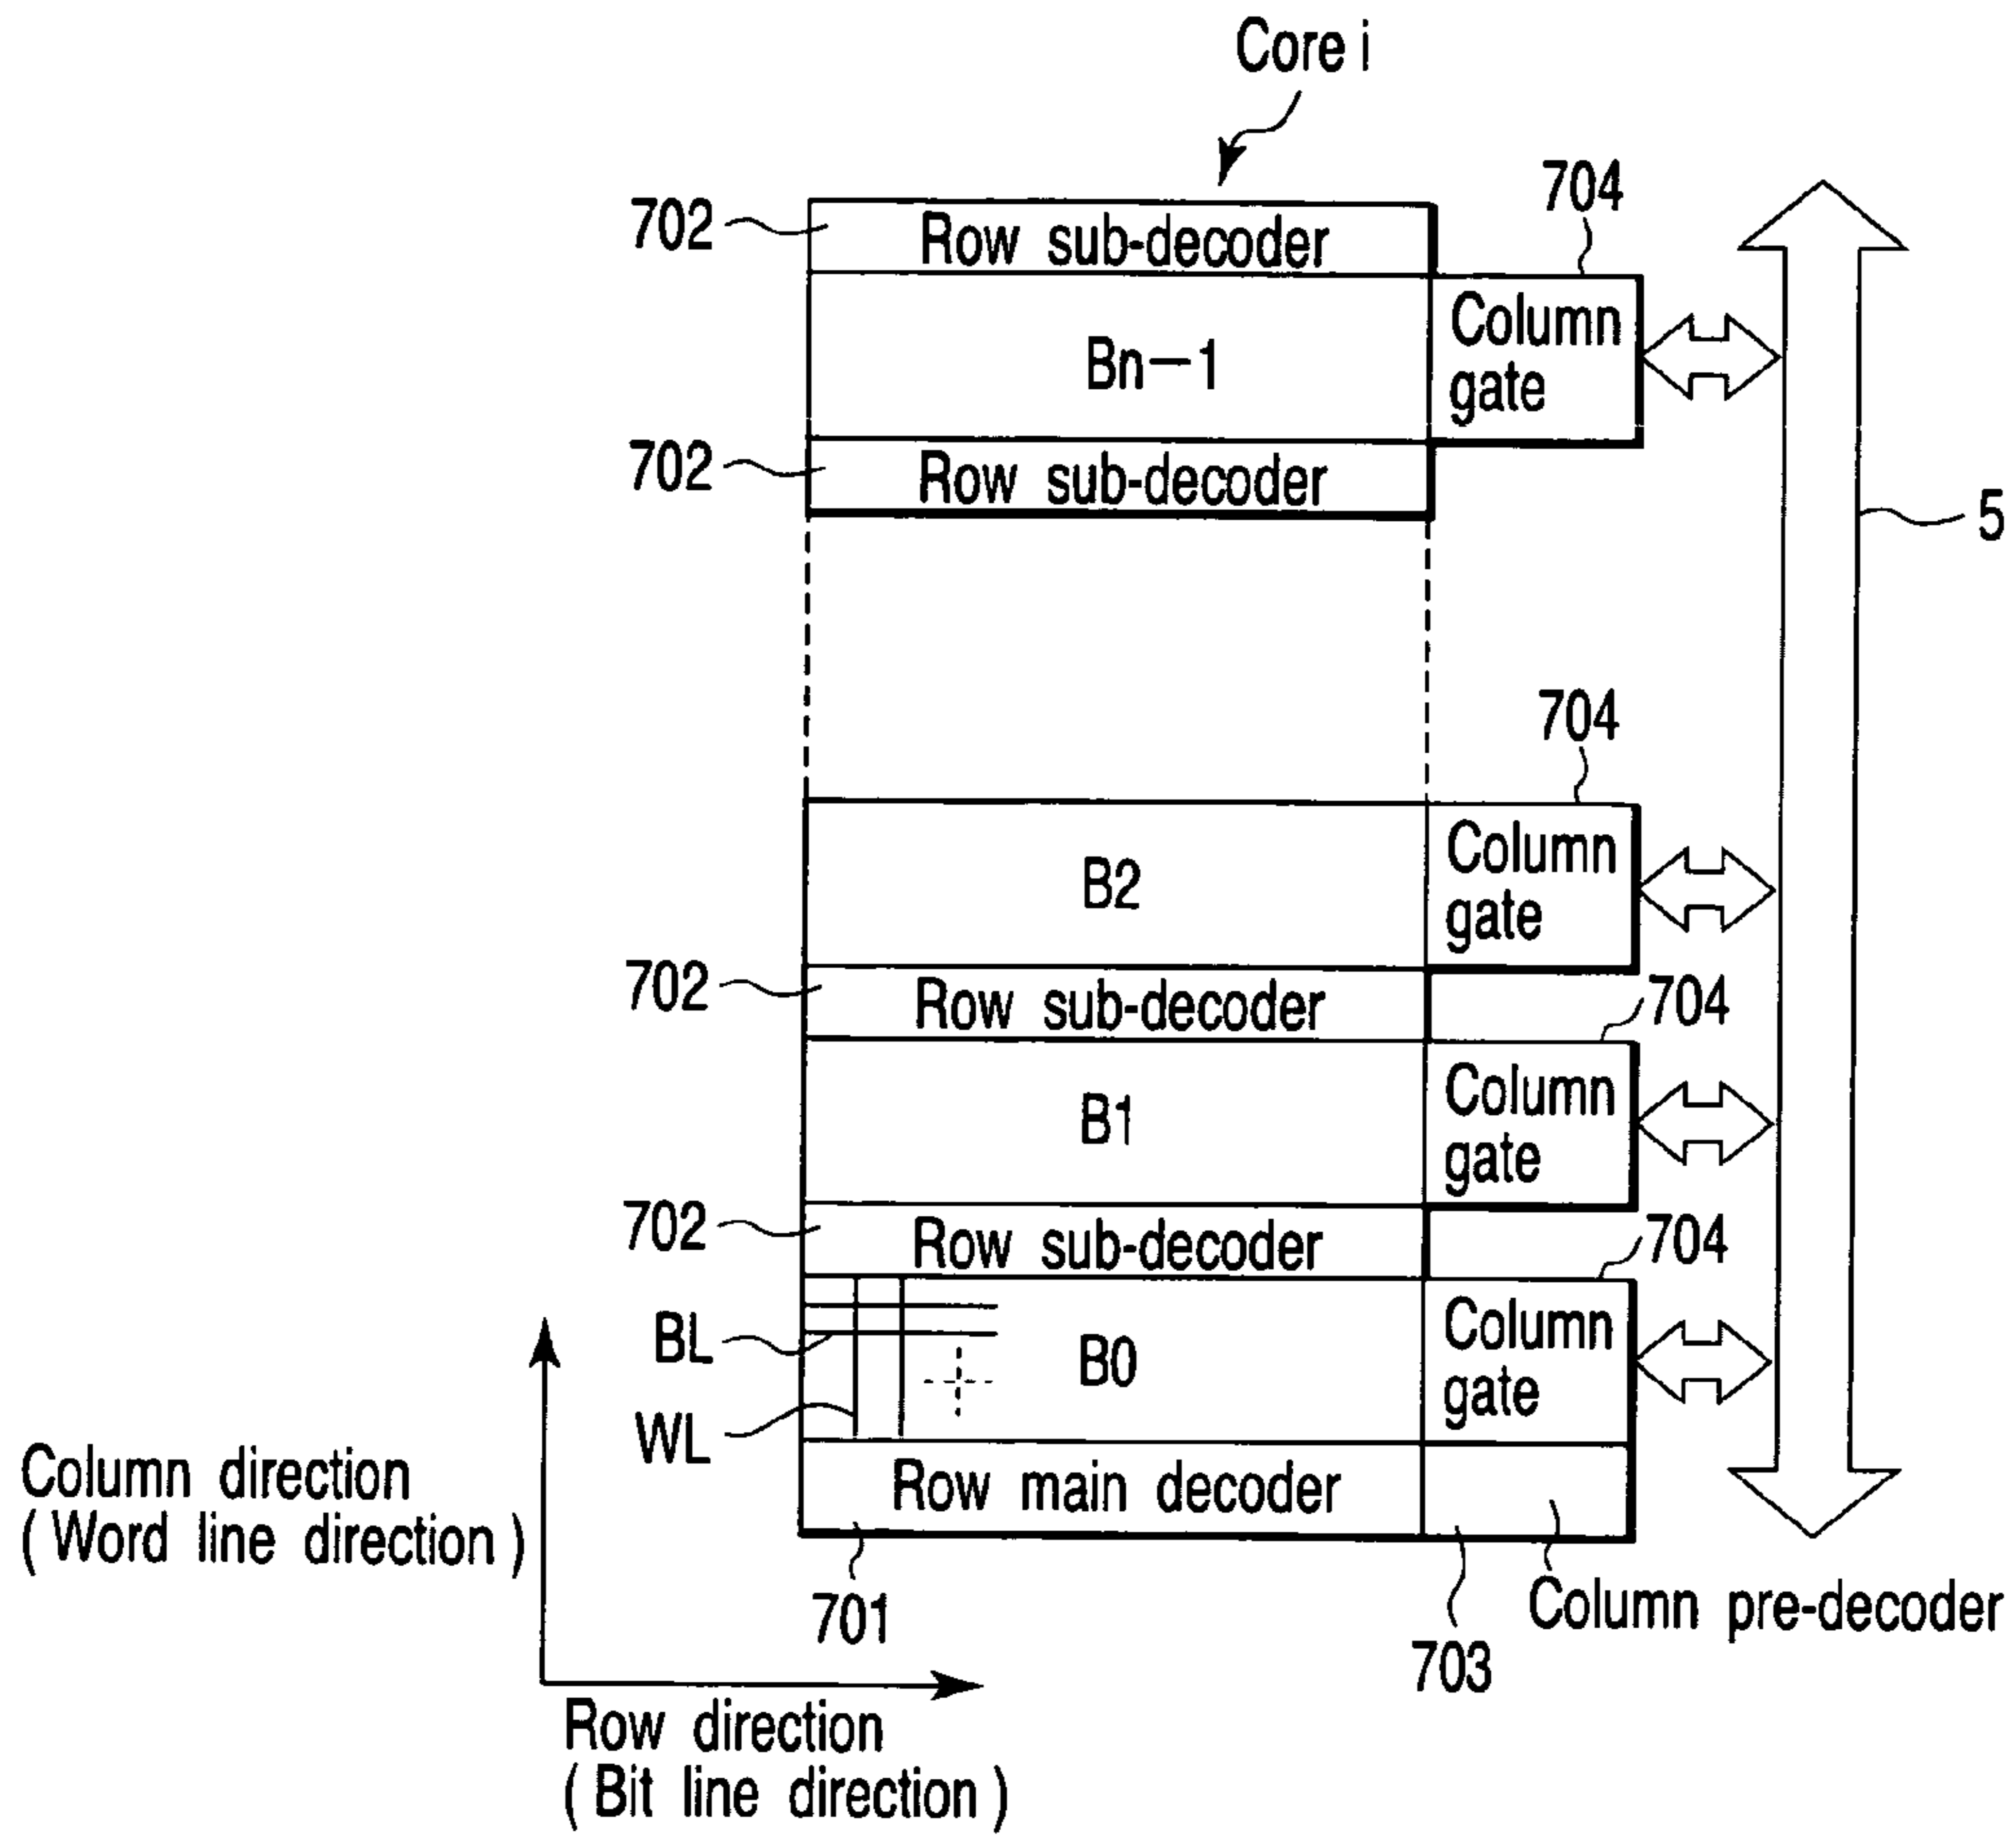 Core i
704
702
Row sub-decoder
Column
gate
Bn-1
702
Row sub-decoder
5
704
Column
gate
B2
702
Row sub-decoder
704
Column
gate
B1
702
Row sub-decoder
704
BL
B0
Column
gate
WL
Column direction
(Word line direction)
Row main decoder
701
703
Column pre-decoder
Row direction
(Bit line direction)